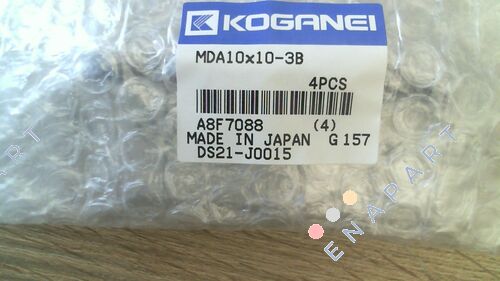 KOGANEI
MDA10x10-3B
4PCS
A8F7088 (4)
MADE IN JAPAN G 157
DS21-J0015
ENAPART